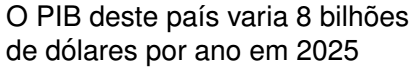 O PIB deste país varia 8 bilhões
de dólares por ano em 2025